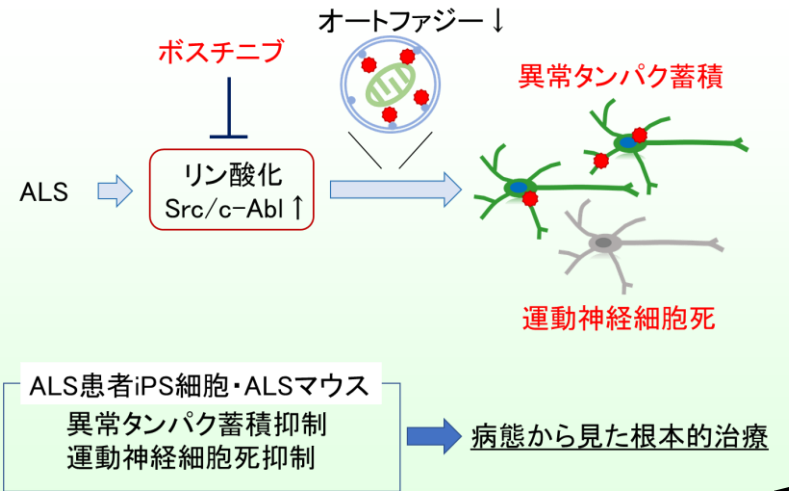 オートファジー↓
ボスチニブ
異常タンパク蓄積
ALS
リン酸化
Src/c-Abl↑
運動神経細胞死
ALS患者iPS細胞・ALSマウス
異常タンパク蓄積抑制
運動神経細胞死抑制
病態から見た根本的治療